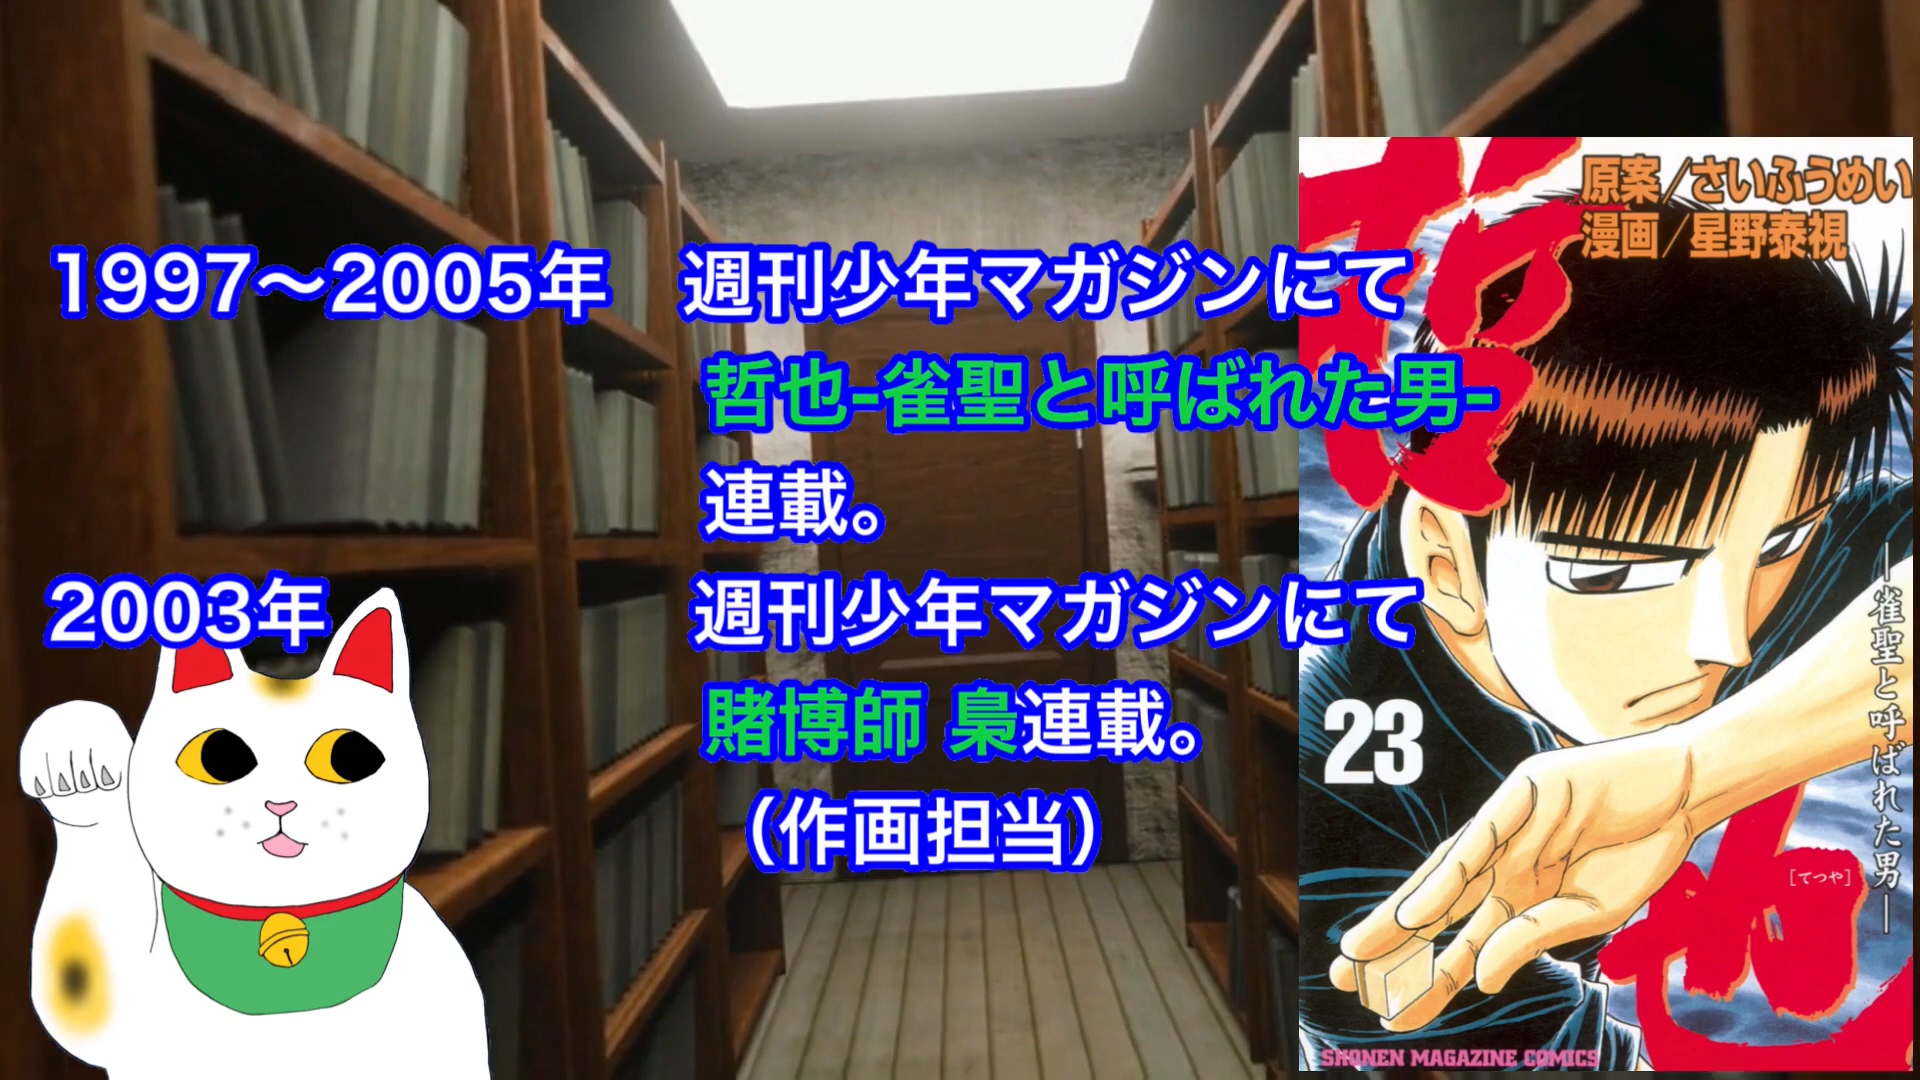 1997〜2005年 週刊少年マガジンにて
哲也-雀聖と呼ばれた男-
連載。
2003年 週刊少年マガジンにて
賭博師 梟連載。
（作画担当）
哲也
原案/さいふうめい
漫画/星野泰視
―雀聖と呼ばれた男―
23
［てつや］
SHONEN MAGAZINE COMICS